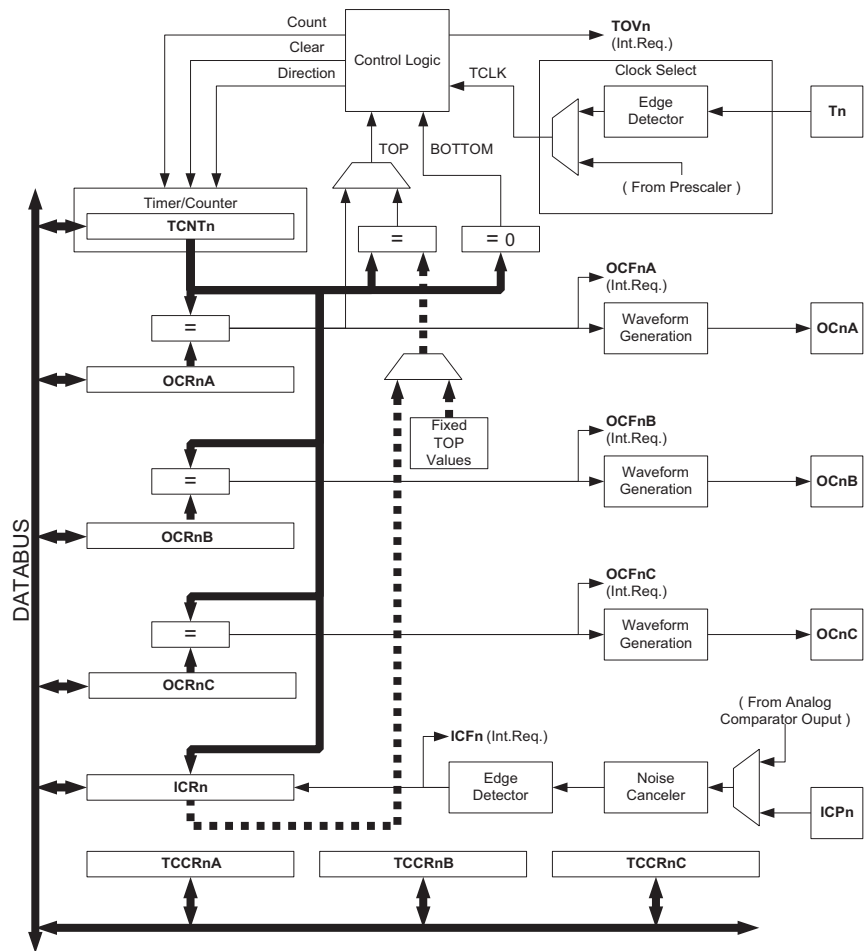 Count
Clear
Direction
Control Logic
TOVn
(Int.Req.)
TCLK
Clock Select
Edge
Detector
Tn
( From Prescaler )
TOP
BOTTOM
Timer/Counter
TCNTn
=
= 0
OCFnA
(Int.Req.)
=
Waveform
Generation
OCnA
OCRnA
Fixed
TOP
Values
OCFnB
(Int.Req.)
=
Waveform
Generation
OCnB
OCRnB
DATABUS
OCFnC
(Int.Req.)
=
Waveform
Generation
OCnC
OCRnC
( From Analog
Comparator Ouput )
ICFn (Int.Req.)
ICRn
Edge
Detector
Noise
Canceler
ICPn
TCCRnA
TCCRnB
TCCRnC